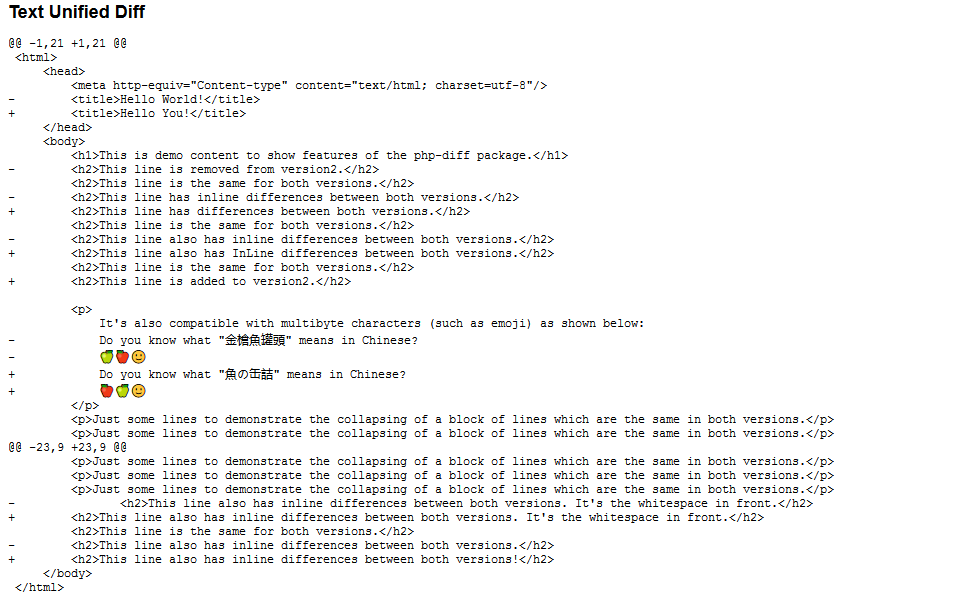 Text Unified Diff
@@ -1,21 +1,21 @@
 <html>
     <head>
         <meta http-equiv="Content-type" content="text/html; charset=utf-8"/>
-        <title>Hello World!</title>
+        <title>Hello You!</title>
     </head>
     <body>
         <h1>This is demo content to show features of the php-diff package.</h1>
-        <h2>This line is removed from version2.</h2>
         <h2>This line is the same for both versions.</h2>
-        <h2>This line has inline differences between both versions.</h2>
+        <h2>This line has differences between both versions.</h2>
         <h2>This line is the same for both versions.</h2>
-        <h2>This line also has inline differences between both versions.</h2>
+        <h2>This line also has InLine differences between both versions.</h2>
         <h2>This line is the same for both versions.</h2>
+        <h2>This line is added to version2.</h2>

         <p>
             It's also compatible with multibyte characters (such as emoji) as shown below:
-            Do you know what "金槍魚罐頭" means in Chinese?
-            🍏🍎🙂
+            Do you know what "魚の缶詰" means in Chinese?
+            🍎🍏🙂
         </p>
         <p>Just some lines to demonstrate the collapsing of a block of lines which are the same in both versions.</p>
         <p>Just some lines to demonstrate the collapsing of a block of lines which are the same in both versions.</p>
@@ -23,9 +23,9 @@
         <p>Just some lines to demonstrate the collapsing of a block of lines which are the same in both versions.</p>
         <p>Just some lines to demonstrate the collapsing of a block of lines which are the same in both versions.</p>
         <p>Just some lines to demonstrate the collapsing of a block of lines which are the same in both versions.</p>
-               <h2>This line also has inline differences between both versions. It's the whitespace in front.</h2>
+        <h2>This line also has inline differences between both versions. It's the whitespace in front.</h2>
         <h2>This line is the same for both versions.</h2>
-        <h2>This line also has inline differences between both versions.</h2>
+        <h2>This line also has inline differences between both versions!</h2>
     </body>
 </html>